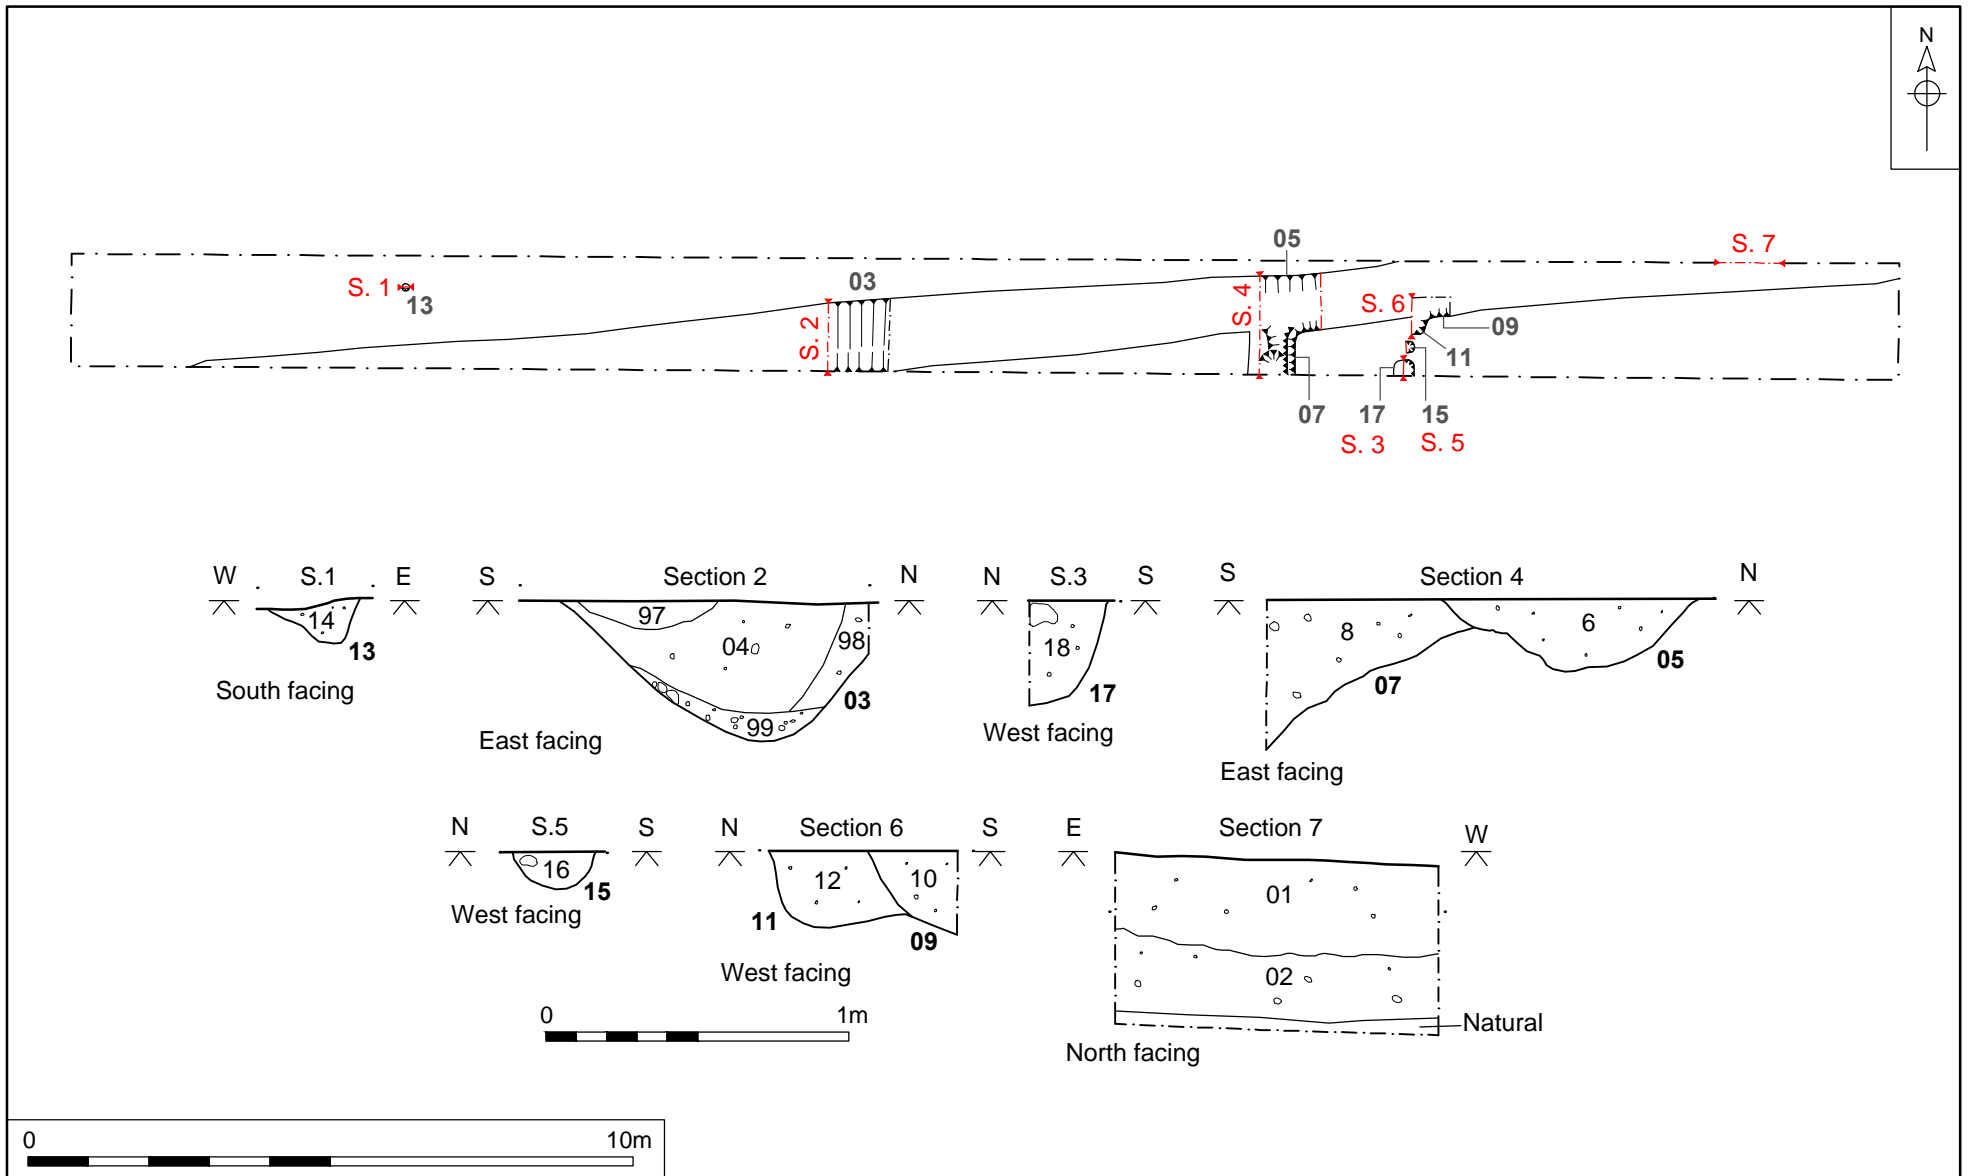 N
S. 1
13
03
S. 2
05
S. 4
S. 7
S. 6
09
11
07
17
15
S. 3
S. 5
W
S.1
E
14
13
South facing
S
Section 2
N
97
04
98
99
03
East facing
N
S.3
S
18
17
West facing
S
Section 4
N
8
6
07
05
East facing
N
S.5
S
16
15
West facing
N
Section 6
S
12
10
11
09
West facing
E
Section 7
W
01
02
Natural
North facing
0
1m
0
10m